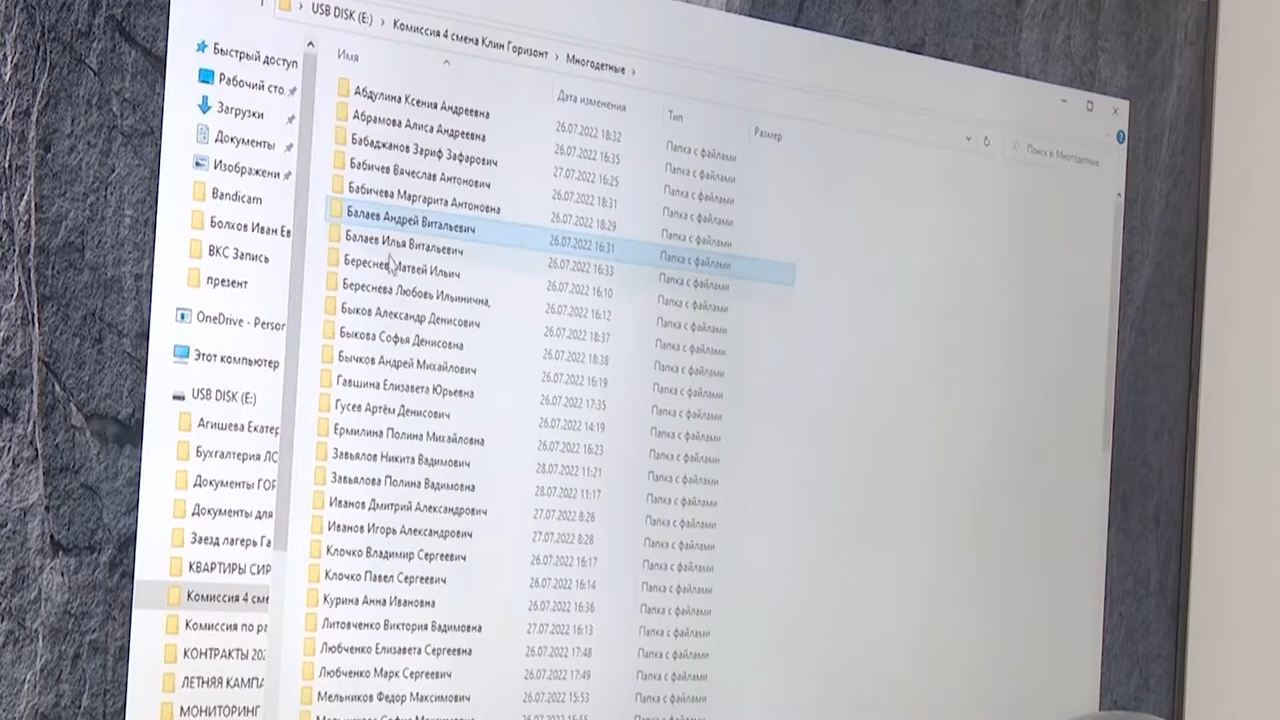 USB DISK (E:) › Комиссия 4 смена Клин Горизонт › Многодетные ›
Поиск в: Многодетные
Быстрый доступ
Рабочий сто
Загрузки
Документы
Изображени
Bandicam
Болхов Иван Ев
ВКС Запись
презент
OneDrive - Person
Этот компьютер
USB DISK (E:)
Агишева Екатер
Бухгалтерия ЛО
Документы ГОР
Документы для
Заезд лагерь Га
КВАРТИРЫ СИР
Комиссия 4 сме
Комиссия по ра
КОНТРАКТЫ 202
ЛЕТНЯЯ КАМПА
МОНИТОРИНГ
Имя Дата изменения Тип Размер
Абдулина Ксения Андреевна 26.07.2022 18:32 Папка с файлами
Абрамова Алиса Андреевна 26.07.2022 16:35 Папка с файлами
Бабаджанов Зариф Зафарович 27.07.2022 16:25 Папка с файлами
Бабичев Вячеслав Антонович 26.07.2022 18:31 Папка с файлами
Бабичева Маргарита Антоновна 26.07.2022 18:29 Папка с файлами
Балаев Андрей Витальевич 26.07.2022 16:31 Папка с файлами
Балаев Илья Витальевич 26.07.2022 16:33 Папка с файлами
Береснев Матвей Ильич 26.07.2022 16:10 Папка с файлами
Береснева Любовь Ильинична, 26.07.2022 16:12 Папка с файлами
Быков Александр Денисович 26.07.2022 18:37 Папка с файлами
Быкова Софья Денисовна 26.07.2022 18:38 Папка с файлами
Бычков Андрей Михайлович 26.07.2022 16:19 Папка с файлами
Гавшина Елизавета Юрьевна 26.07.2022 17:35 Папка с файлами
Гусев Артём Денисович 26.07.2022 14:19 Папка с файлами
Ермилина Полина Михайловна 26.07.2022 16:23 Папка с файлами
Завьялов Никита Вадимович 28.07.2022 11:21 Папка с файлами
Завьялова Полина Вадимовна 28.07.2022 11:17 Папка с файлами
Иванов Дмитрий Александрович 27.07.2022 8:26 Папка с файлами
Иванов Игорь Александрович 27.07.2022 8:28 Папка с файлами
Клочко Владимир Сергеевич 26.07.2022 16:17 Папка с файлами
Клочко Павел Сергеевич 26.07.2022 16:14 Папка с файлами
Курина Анна Ивановна 26.07.2022 16:36 Папка с файлами
Литовченко Виктория Вадимовна 27.07.2022 16:13 Папка с файлами
Любченко Елизавета Сергеевна 26.07.2022 17:48 Папка с файлами
Любченко Марк Сергеевич 26.07.2022 17:49 Папка с файлами
Мельников Федор Максимович 26.07.2022 15:53 Папка с файлами